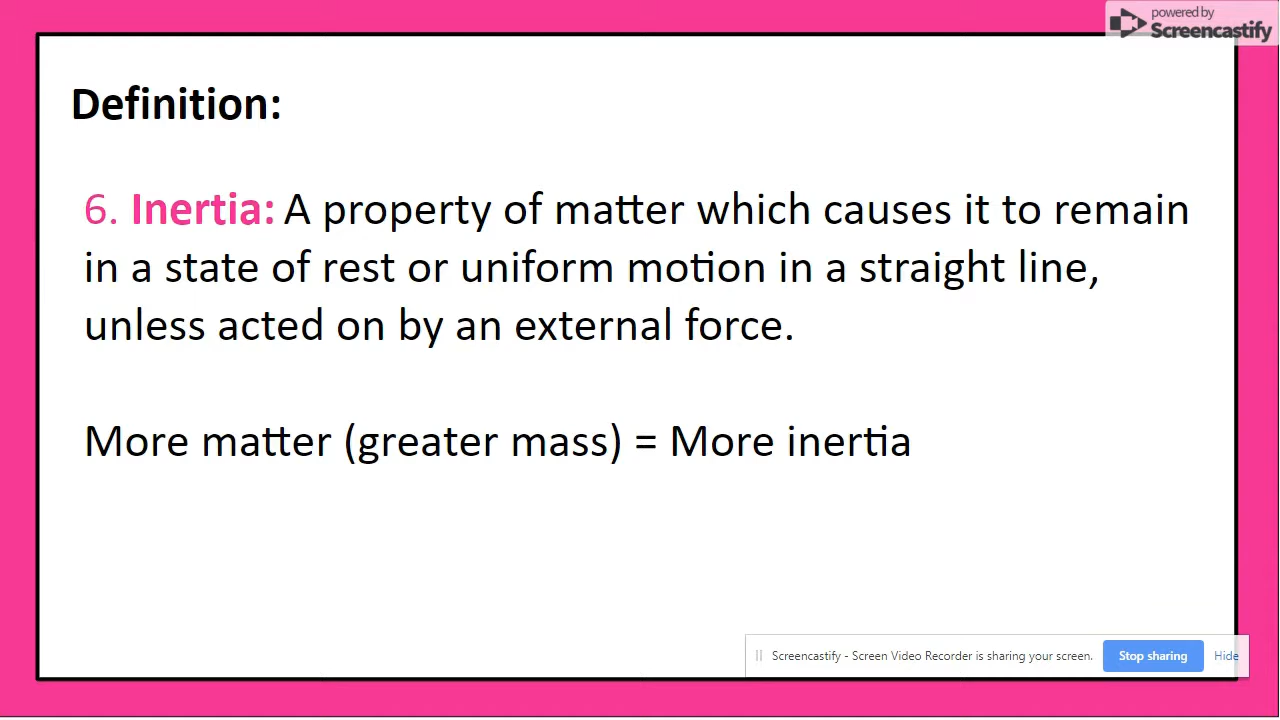 powered by
Screencastify
Definition:
6. Inertia: A property of matter which causes it to remain
in a state of rest or uniform motion in a straight line,
unless acted on by an external force.
More matter (greater mass) = More inertia
Screencastify - Screen Video Recorder is sharing your screen. Stop sharing Hide